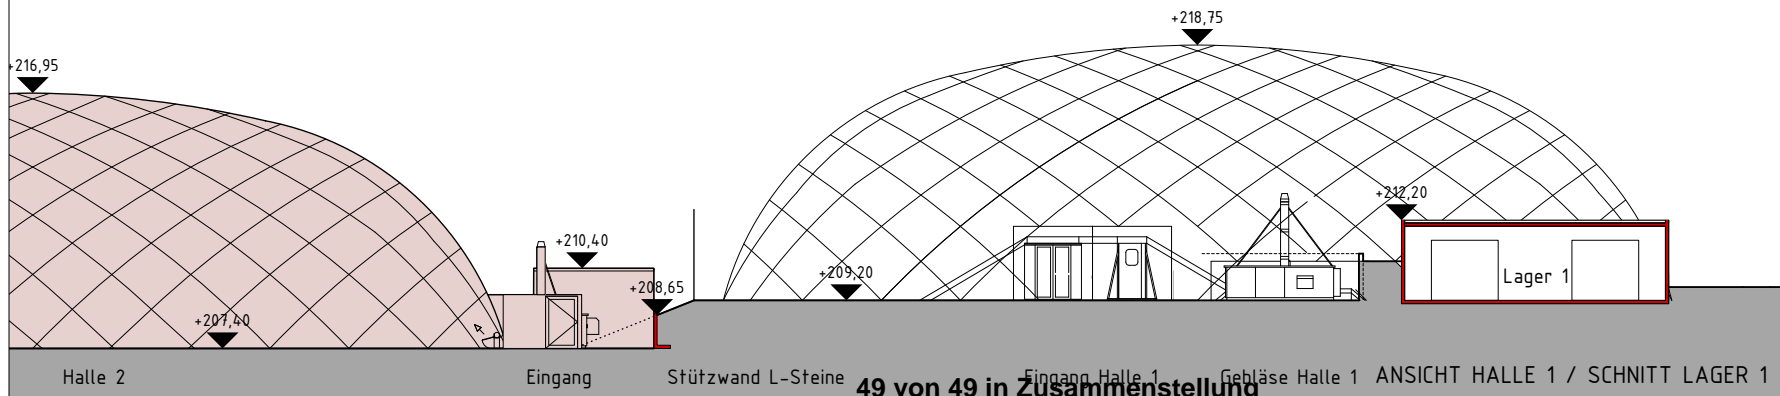 +218,75
+216,95
+212,20
+210,40
+209,20
+208,65
+207,40
Lager 1
Halle 2
Eingang
Stützwand L-Steine
Eingang Halle 1
Gebläse Halle 1
ANSICHT HALLE 1 / SCHNITT LAGER 1
49 von 49 in Zusammenstellung